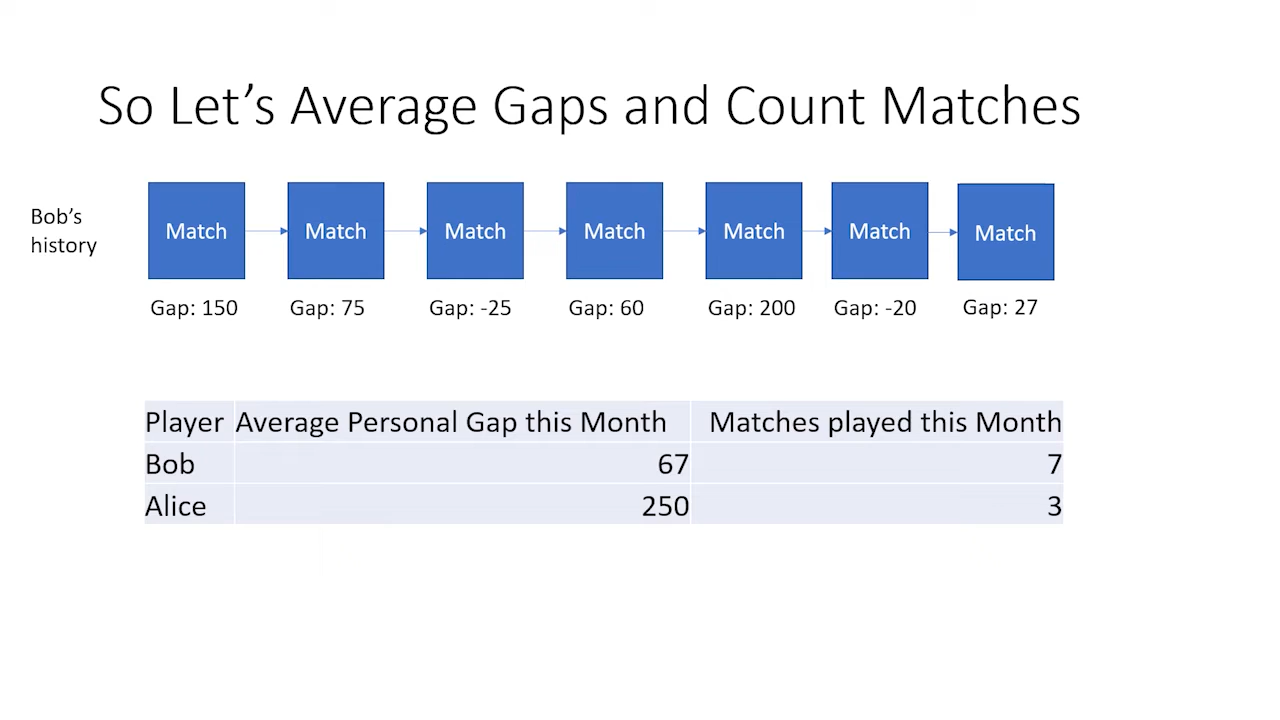 So Let's Average Gaps and Count Matches
Bob's
history
Match Match Match Match Match Match Match
Gap: 150 Gap: 75 Gap: -25 Gap: 60 Gap: 200 Gap: -20 Gap: 27
Player Average Personal Gap this Month Matches played this Month
Bob 67 7
Alice 250 3